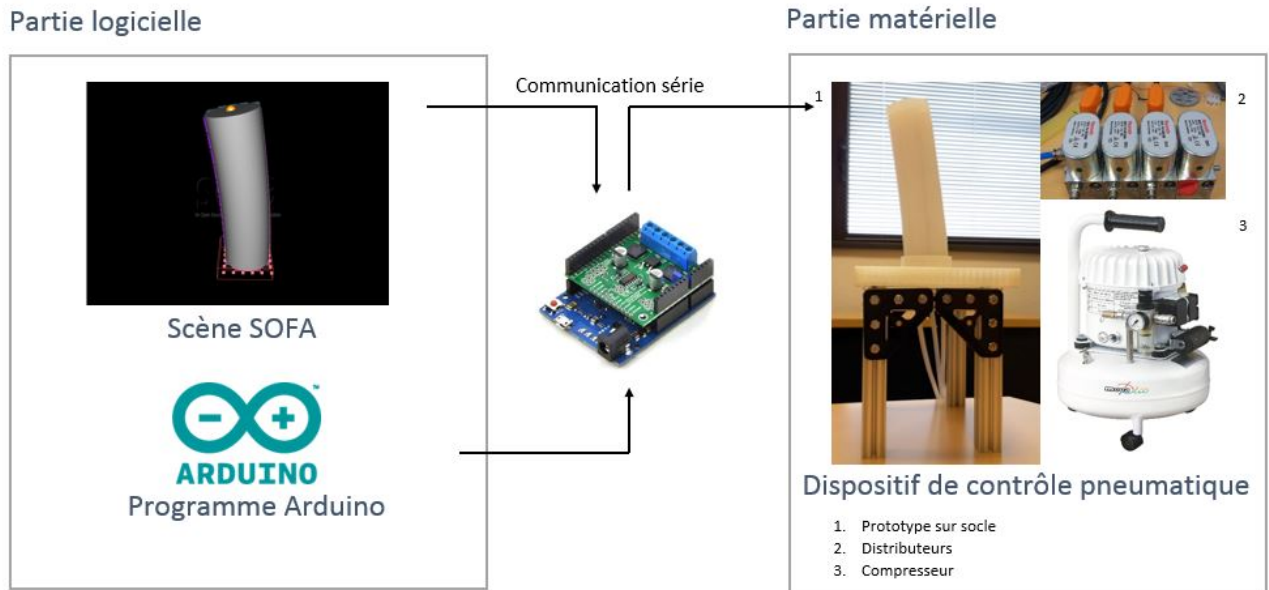 Partie logicielle
Partie matérielle
Communication série
1
2
3
Scène SOFA
ARDUINO
TM
Programme Arduino
Dispositif de contrôle pneumatique
1. Prototype sur socle
2. Distributeurs
3. Compresseur